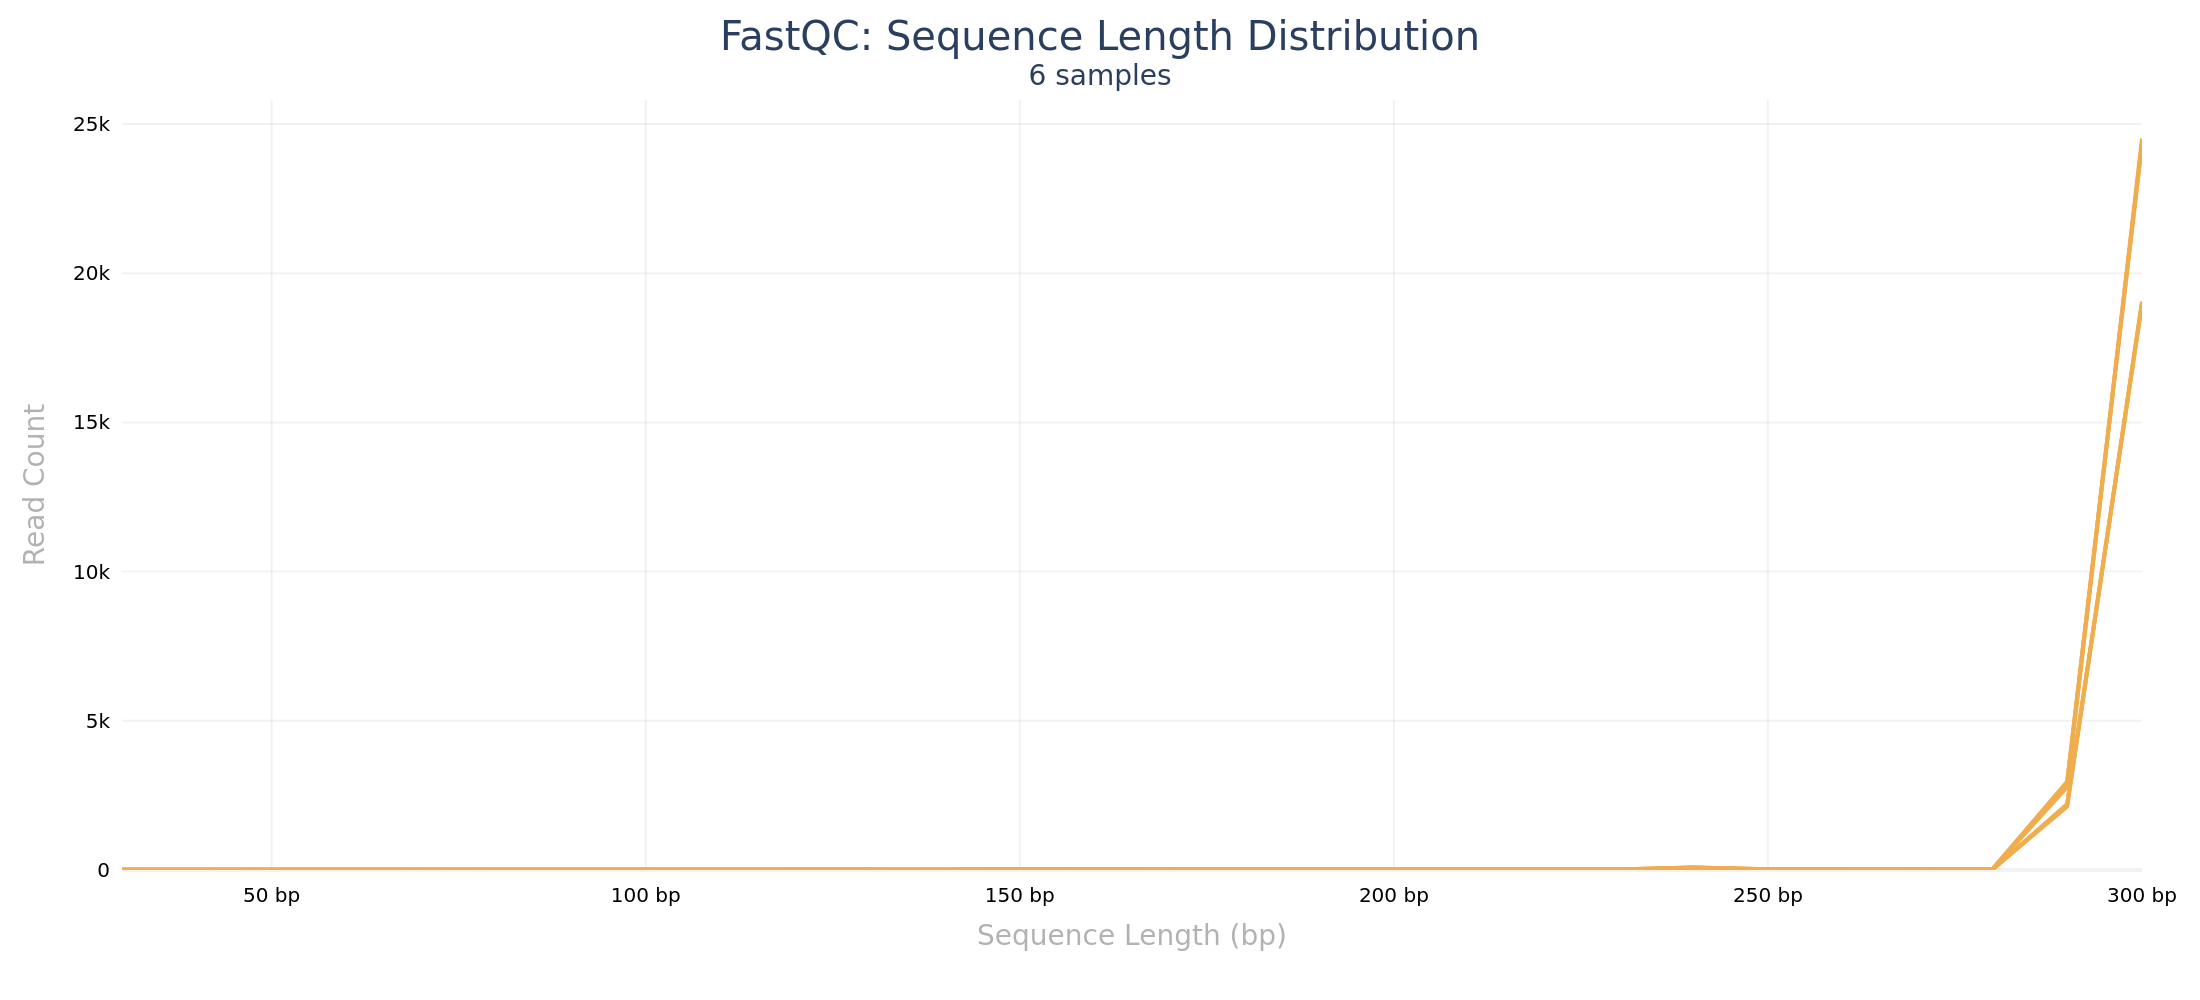 FastQC: Sequence Length Distribution
6 samples
25k
20k
15k
10k
5k
0
Read Count
50 bp
100 bp
150 bp
200 bp
250 bp
300 bp
Sequence Length (bp)